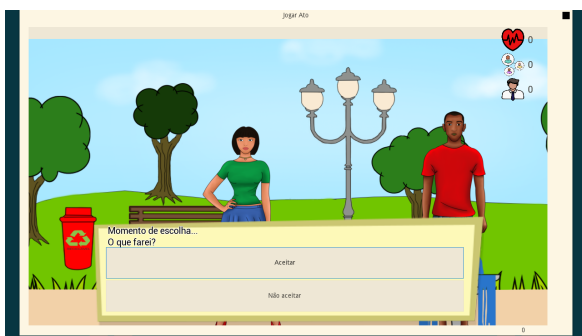 Jogar Ato
0
0
0
Momento de escolha...
O que farei?
Aceitar
Não aceitar
0